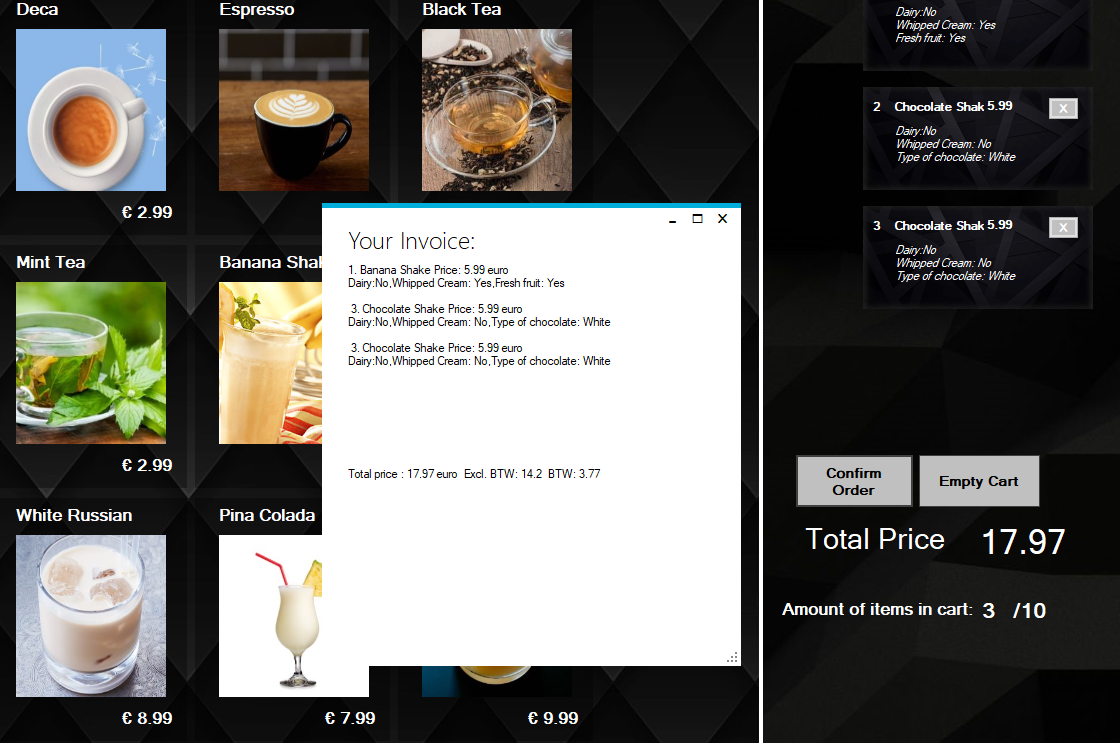 Deca
Espresso
Black Tea
€ 2.99
Mint Tea
Banana Shak
€ 2.99
White Russian
Pina Colada
€ 8.99
€ 7.99
€ 9.99
Your Invoice:
1. Banana Shake Price: 5.99 euro
Dairy:No,Whipped Cream: Yes,Fresh fruit: Yes
3. Chocolate Shake Price: 5.99 euro
Dairy:No,Whipped Cream: No,Type of chocolate: White
3. Chocolate Shake Price: 5.99 euro
Dairy:No,Whipped Cream: No,Type of chocolate: White
Total price : 17.97 euro Excl. BTW: 14.2 BTW: 3.77
Dairy:No
Whipped Cream: Yes
Fresh fruit: Yes
2 Chocolate Shak 5.99 X
Dairy:No
Whipped Cream: No
Type of chocolate: White
3 Chocolate Shak 5.99 X
Dairy:No
Whipped Cream: No
Type of chocolate: White
Confirm
Order
Empty Cart
Total Price 17.97
Amount of items in cart: 3 /10